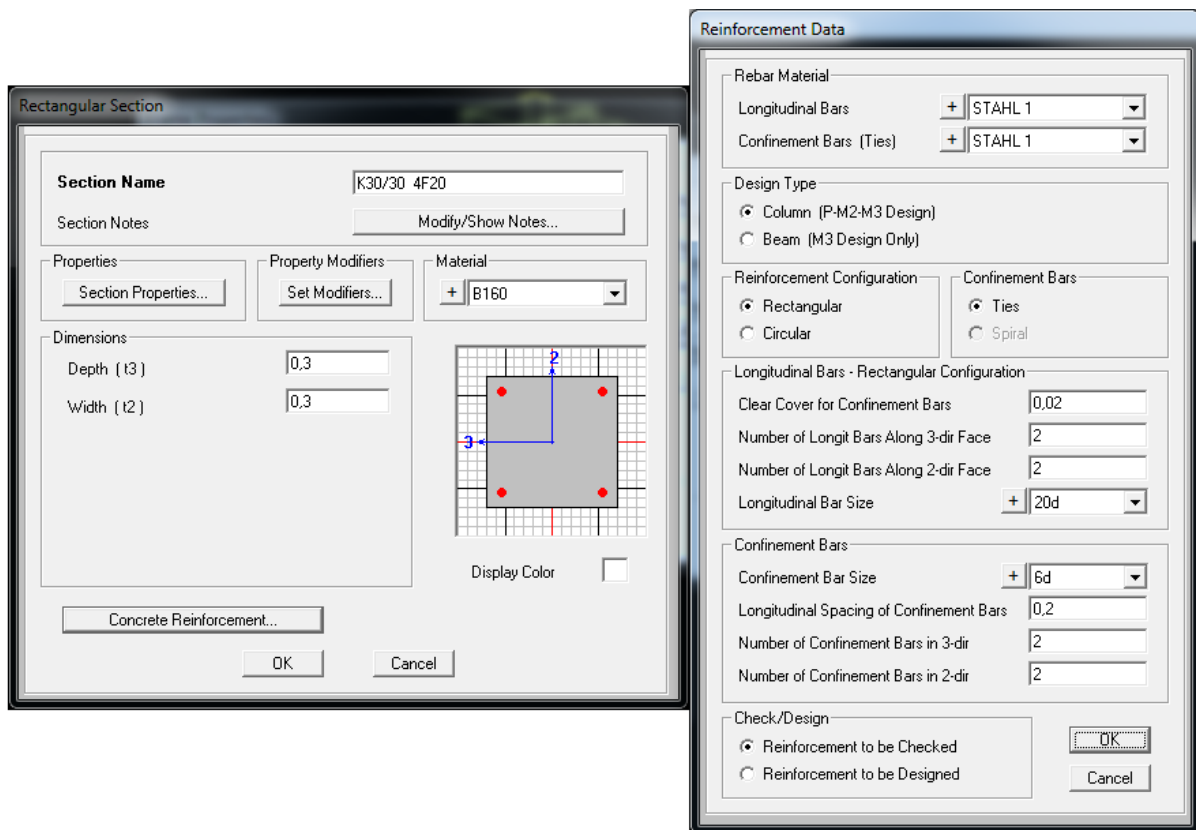 Rectangular Section
Section Name K30/30 4F20
Section Notes Modify/Show Notes...
Properties Property Modifiers Material
Section Properties... Set Modifiers... + B160
Dimensions
Depth ( t3 ) 0,3
Width ( t2 ) 0,3
2
3
Display Color
Concrete Reinforcement...
OK Cancel
Reinforcement Data
Rebar Material
Longitudinal Bars + STAHL 1
Confinement Bars (Ties) + STAHL 1
Design Type
Column (P-M2-M3 Design)
Beam (M3 Design Only)
Reinforcement Configuration Confinement Bars
Rectangular Ties
Circular Spiral
Longitudinal Bars - Rectangular Configuration
Clear Cover for Confinement Bars 0,02
Number of Longit Bars Along 3-dir Face 2
Number of Longit Bars Along 2-dir Face 2
Longitudinal Bar Size + 20d
Confinement Bars
Confinement Bar Size + 6d
Longitudinal Spacing of Confinement Bars 0,2
Number of Confinement Bars in 3-dir 2
Number of Confinement Bars in 2-dir 2
Check/Design
Reinforcement to be Checked OK
Reinforcement to be Designed Cancel